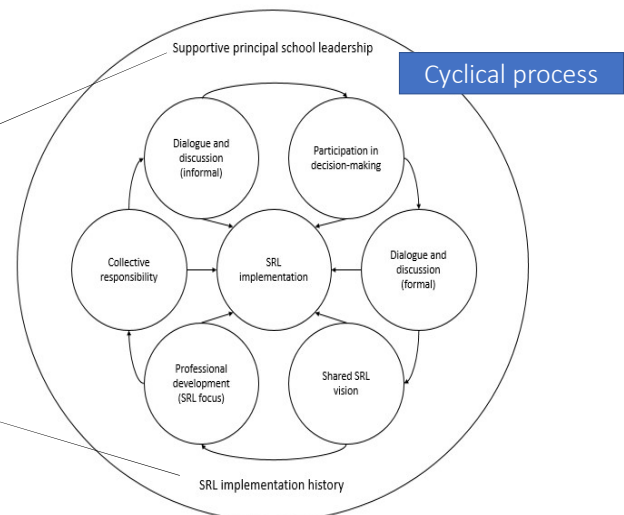 Supportive principal school leadership
Cyclical process
Dialogue and
discussion
(informal)
Participation in
decision-making
Collective
responsibility
SRL
implementation
Dialogue and
discussion
(formal)
Professional
development
(SRL focus)
Shared SRL
vision
SRL implementation history